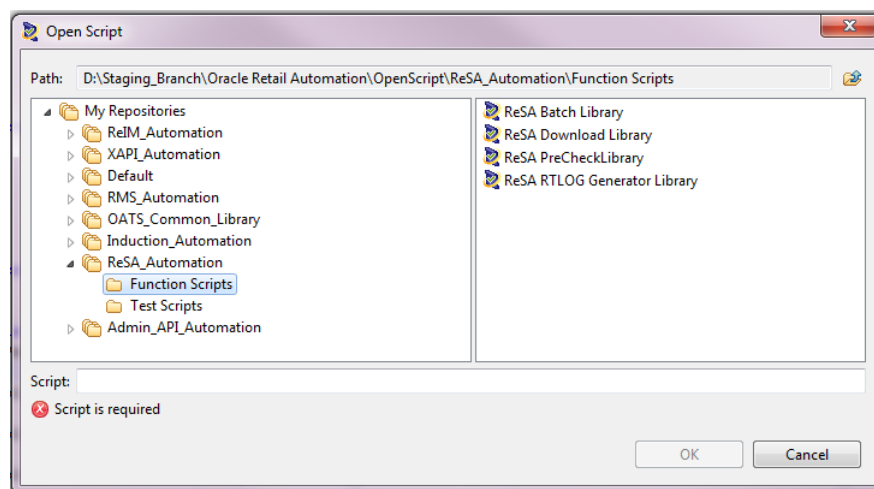 Open Script
Path: D:\Staging_Branch\Oracle Retail Automation\OpenScript\ReSA_Automation\Function Scripts
My Repositories
ReIM_Automation
XAPI_Automation
Default
RMS_Automation
OATS_Common_Library
Induction_Automation
ReSA_Automation
Function Scripts
Test Scripts
Admin_API_Automation
ReSA Batch Library
ReSA Download Library
ReSA PreCheckLibrary
ReSA RTLOG Generator Library
Script:
Script is required
OK Cancel